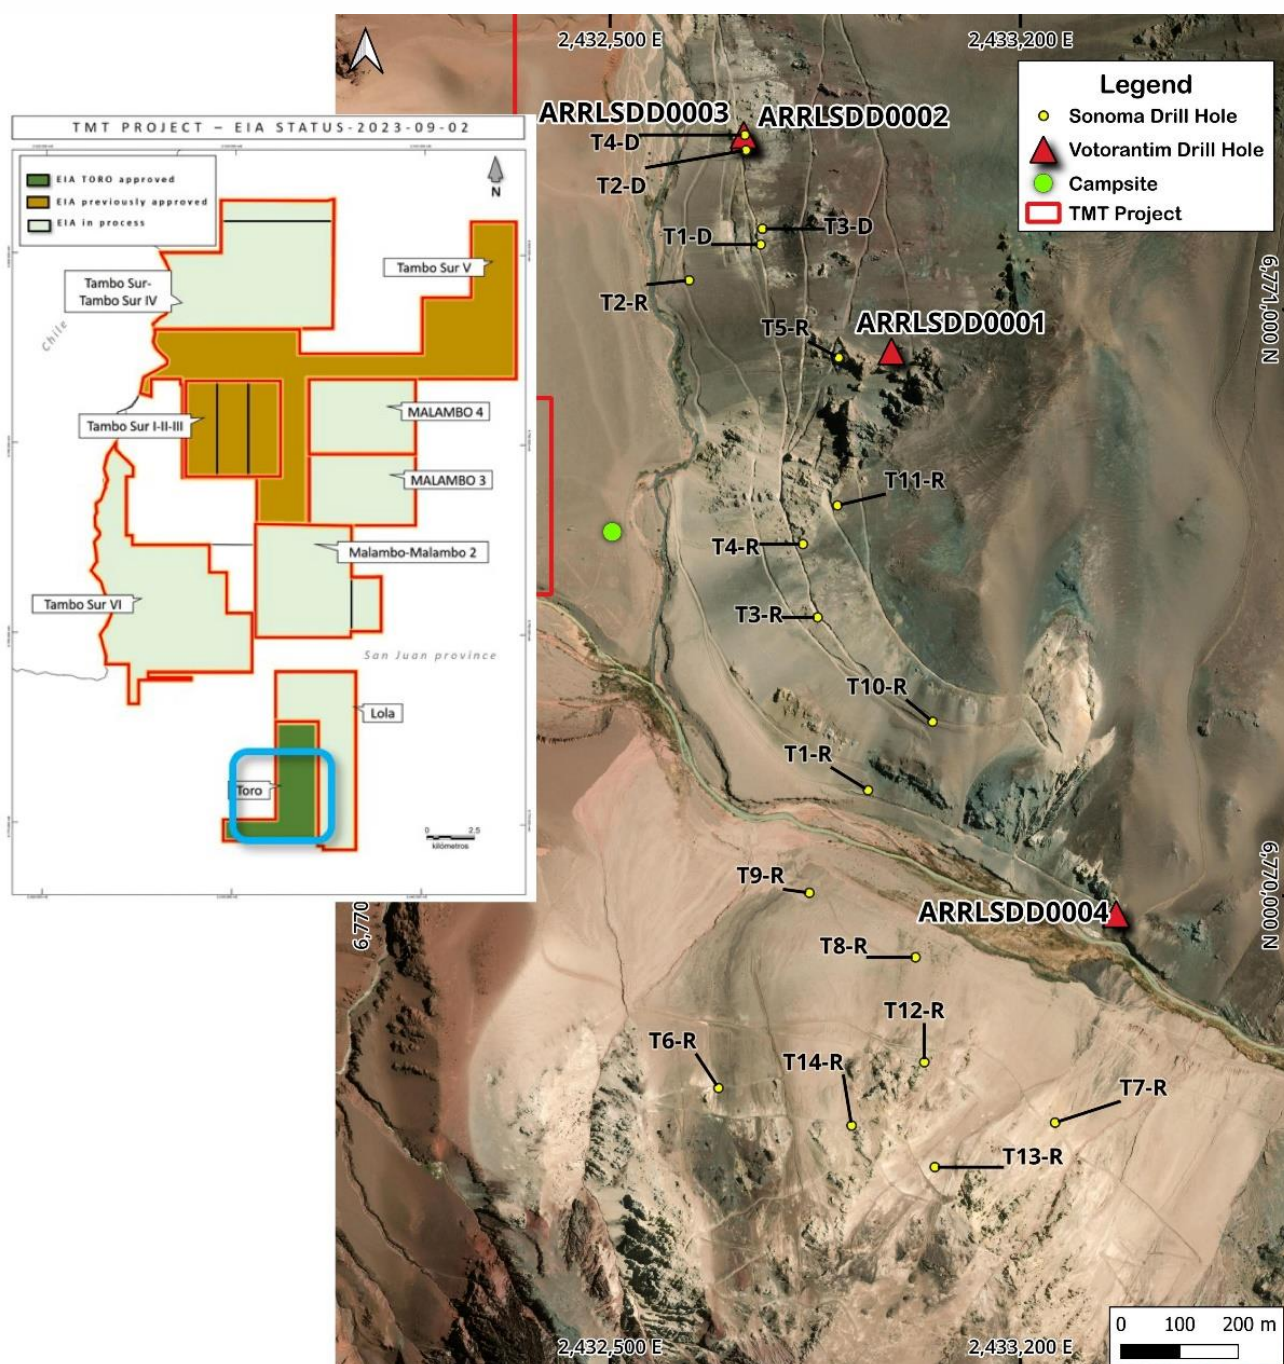 TMT PROJECT – EIA STATUS-2023-09-02
EIA TORO approved
EIA previously approved
EIA in process
N
Tambo Sur-
Tambo Sur IV
Tambo Sur V
Chile
Tambo Sur I-II-III
MALAMBO 4
MALAMBO 3
Malambo-Malambo 2
Tambo Sur VI
San Juan province
Lola
Toro
0 2,5
kilómetros
2,432,500 E
2,433,200 E
Legend
Sonoma Drill Hole
Votorantim Drill Hole
Campsite
TMT Project
ARRLSDD0003
ARRLSDD0002
T4-D
T2-D
T3-D
T1-D
T2-R
T5-R
ARRLSDD0001
6,771,000 N
T11-R
T4-R
T3-R
T10-R
T1-R
T9-R
ARRLSDD0004
6,770
6,770,000 N
T8-R
T12-R
T6-R
T14-R
T7-R
T13-R
2,432,500 E
2,433,200 E
0 100 200 m